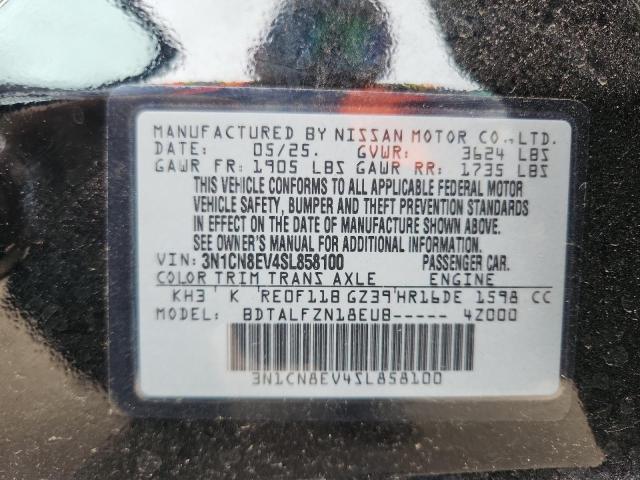 MANUFACTURED BY NISSAN MOTOR CO., LTD.
DATE: 05/25. GVWR: 3624 LBS
GAWR FR: 1905 LBS GAWR RR: 1735 LBS
THIS VEHICLE CONFORMS TO ALL APPLICABLE FEDERAL MOTOR
VEHICLE SAFETY, BUMPER AND THEFT PREVENTION STANDARDS
IN EFFECT ON THE DATE OF MANUFACTURE SHOWN ABOVE.
SEE OWNER'S MANUAL FOR ADDITIONAL INFORMATION.
VIN: 3N1CN8EV4SL858100 PASSENGER CAR.
COLOR TRIM TRANS AXLE ENGINE
KH3 K RE0F11B GZ39 HR16DE 1598 CC
MODEL: BDTALFZN18EUB----- 4Z000
3N1CN8EV4SL858100